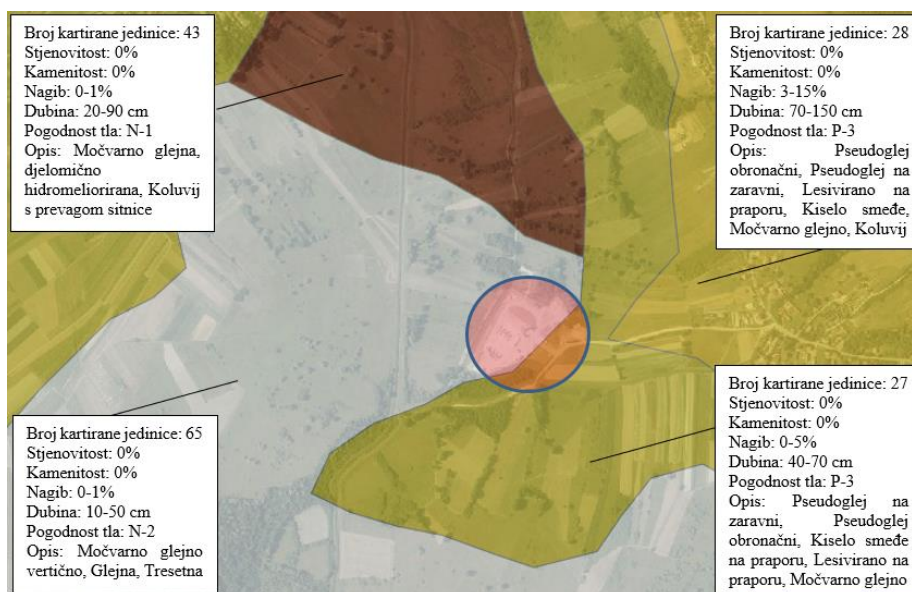 Broj kartirane jedinice: 43
Stjenovitost: 0%
Kamenitost: 0%
Nagib: 0-1%
Dubina: 20-90 cm
Pogodnost tla: N-1
Opis: Močvarno glejna,
djelomično
hidromeliorirana, Koluvij
s prevagom sitnice
Broj kartirane jedinice: 28
Stjenovitost: 0%
Kamenitost: 0%
Nagib: 3-15%
Dubina: 70-150 cm
Pogodnost tla: P-3
Opis: Pseudoglej
obronačni, Pseudoglej na
zaravni, Lesivirano na
praporu, Kiselo smeđe,
Močvarno glejno, Koluvij
Broj kartirane jedinice: 65
Stjenovitost: 0%
Kamenitost: 0%
Nagib: 0-1%
Dubina: 10-50 cm
Pogodnost tla: N-2
Opis: Močvarno glejno
vertično, Glejna, Tresetna
Broj kartirane jedinice: 27
Stjenovitost: 0%
Kamenitost: 0%
Nagib: 0-5%
Dubina: 40-70 cm
Pogodnost tla: P-3
Opis: Pseudoglej na
zaravni, Pseudoglej
obronačni, Kiselo smeđe
na praporu, Lesivirano na
praporu, Močvarno glejno